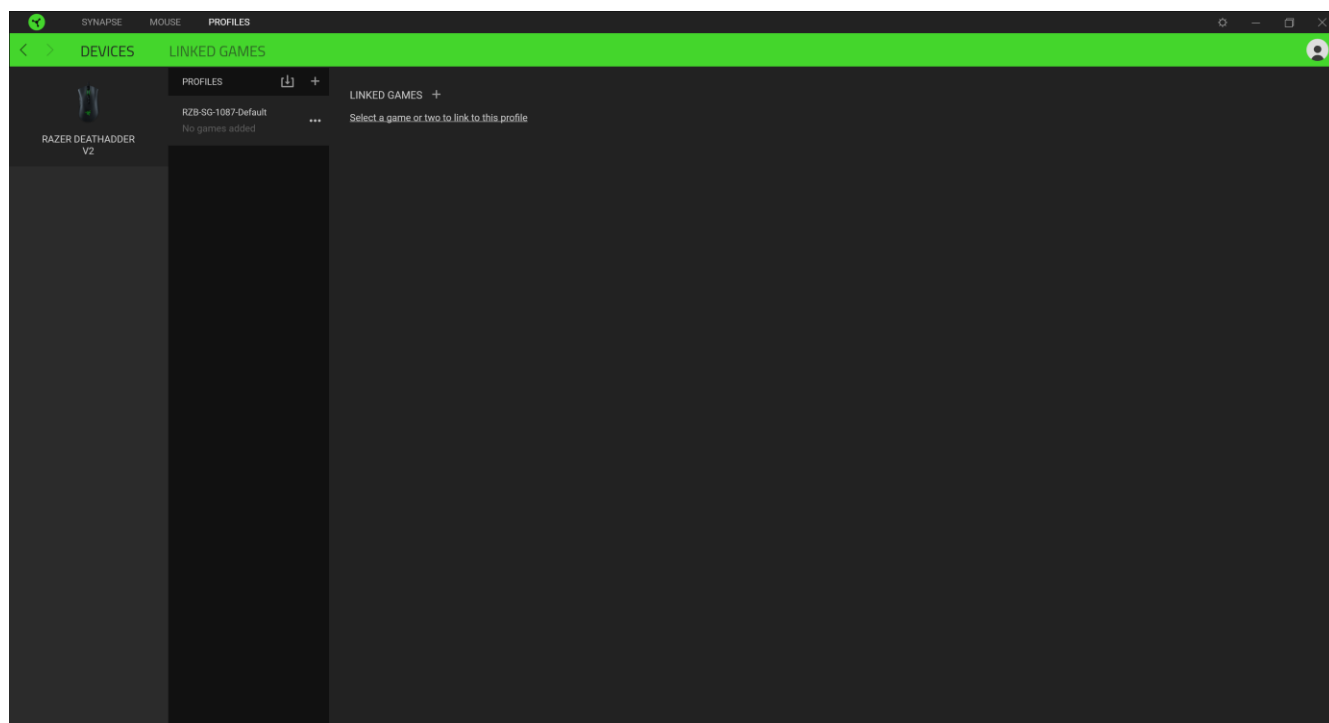 SYNAPSE MOUSE PROFILES
DEVICES LINKED GAMES
RAZER DEATHADDER
V2
PROFILES
RZB-SG-1087-Default
No games added
LINKED GAMES +
Select a game or two to link to this profile